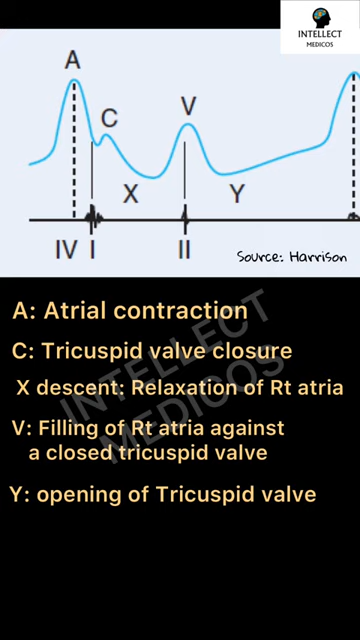 INTELLECT
MEDICOS
A
C
V
X
Y
IV I II
Source: Harrison
A: Atrial contraction
C: Tricuspid valve closure
X descent: Relaxation of Rt atria
V: Filling of Rt atria against
a closed tricuspid valve
Y: opening of Tricuspid valve
INTELLECT
MEDICOS